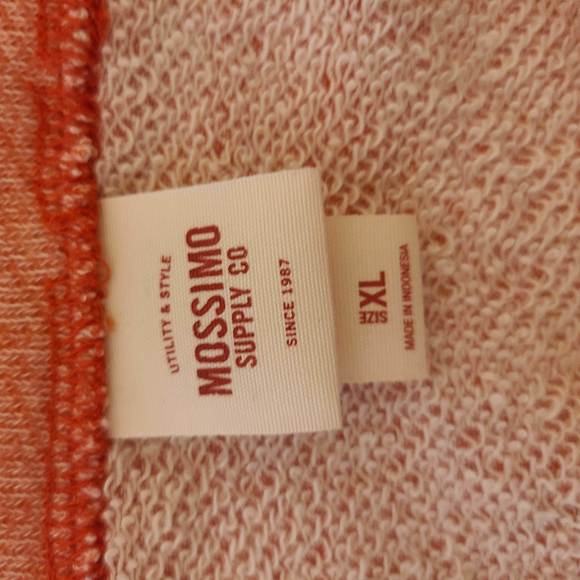 UTILITY & STYLE
MOSSIMO
SUPPLY CO
SINCE 1987
SIZE XL
MADE IN INDONESIA